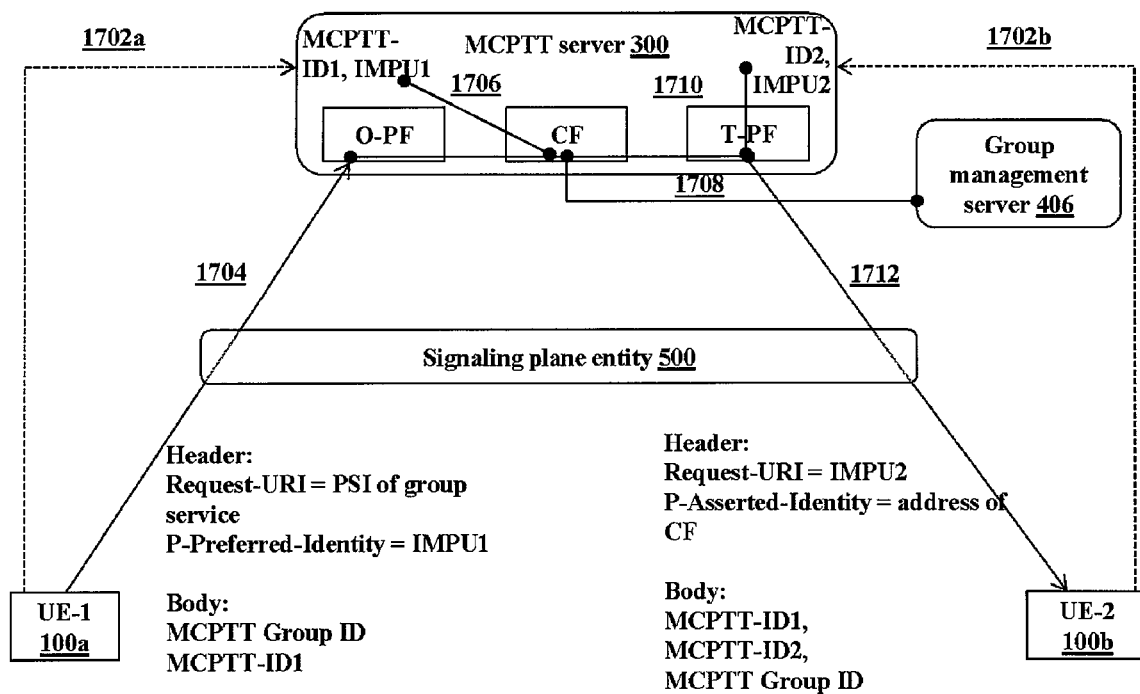 1702a
MCPTT-
ID1, IMPU1
MCPTT server 300
MCPTT-
ID2,
IMPU2
1702b
1706
1710
O-PF
CF
T-PF
Group
management
server 406
1708
1704
1712
Signaling plane entity 500
Header:
Request-URI = PSI of group
service
P-Preferred-Identity = IMPU1
Body:
MCPTT Group ID
MCPTT-ID1
Header:
Request-URI = IMPU2
P-Asserted-Identity = address of
CF
Body:
MCPTT-ID1,
MCPTT-ID2,
MCPTT Group ID
UE-1
100a
UE-2
100b